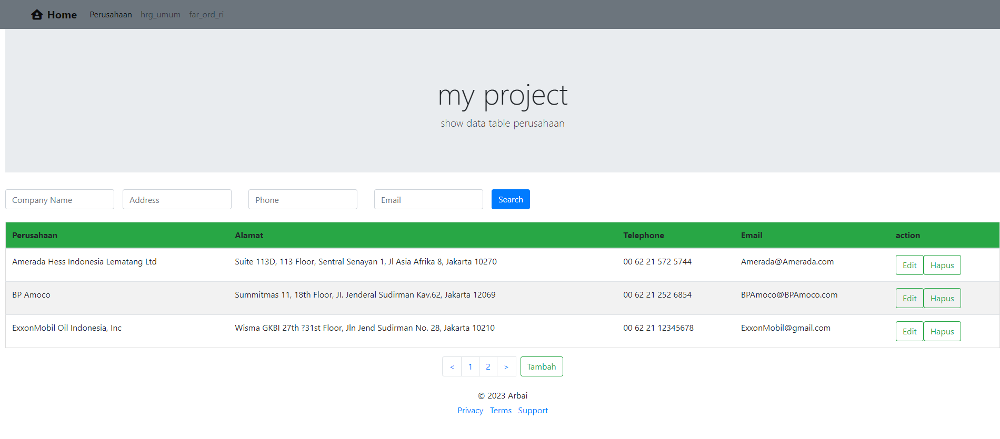 Home Perusahaan hrg_umum far_ord_ri
my project
show data table perusahaan
Company Name Address Phone Email Search
Perusahaan Alamat Telephone Email action
Amerada Hess Indonesia Lematang Ltd Suite 113D, 113 Floor, Sentral Senayan 1, Jl Asia Afrika 8, Jakarta 10270 00 62 21 572 5744 Amerada@Amerada.com Edit Hapus
BP Amoco Summitmas 11, 18th Floor, JI. Jenderal Sudirman Kav.62, Jakarta 12069 00 62 21 252 6854 BPAmoco@BPAmoco.com Edit Hapus
ExxonMobil Oil Indonesia, Inc Wisma GKBI 27th ?31st Floor, Jln Jend Sudirman No. 28, Jakarta 10210 00 62 21 12345678 ExxonMobil@gmail.com Edit Hapus
< 1 2 > Tambah
© 2023 Arbai
Privacy Terms Support